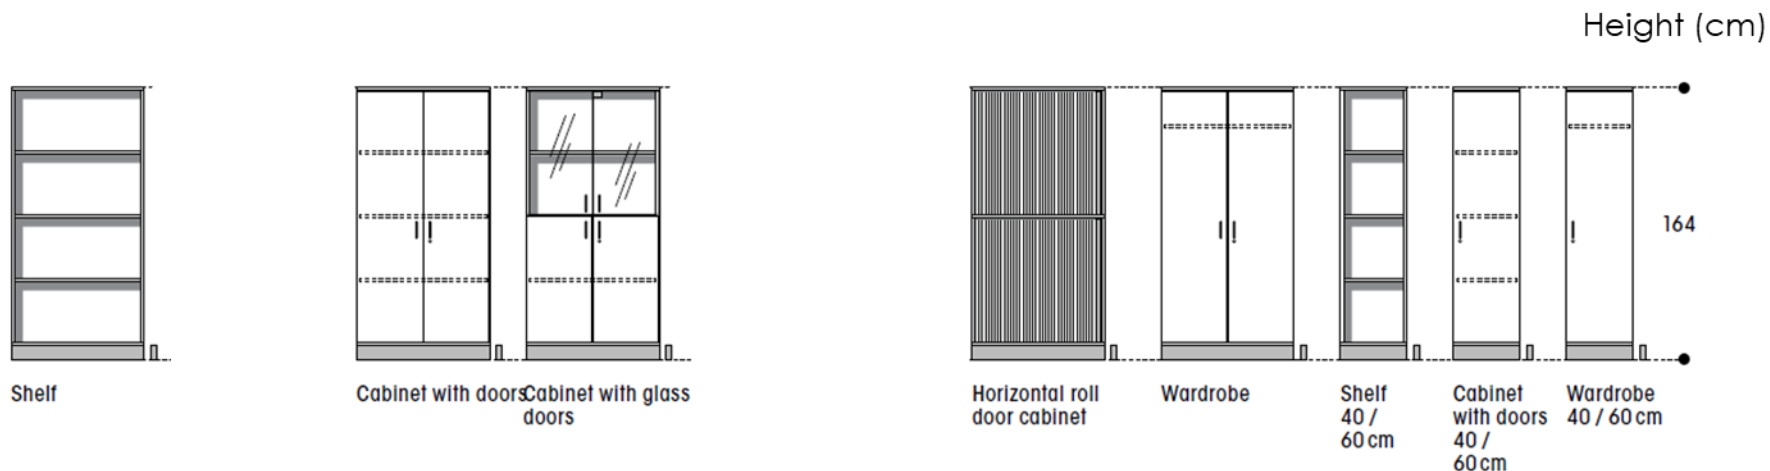 Height (cm)
164
Shelf
Cabinet with doors
Cabinet with glass
doors
Horizontal roll
door cabinet
Wardrobe
Shelf
40 /
60 cm
Cabinet
with doors
40 /
60 cm
Wardrobe
40 / 60 cm